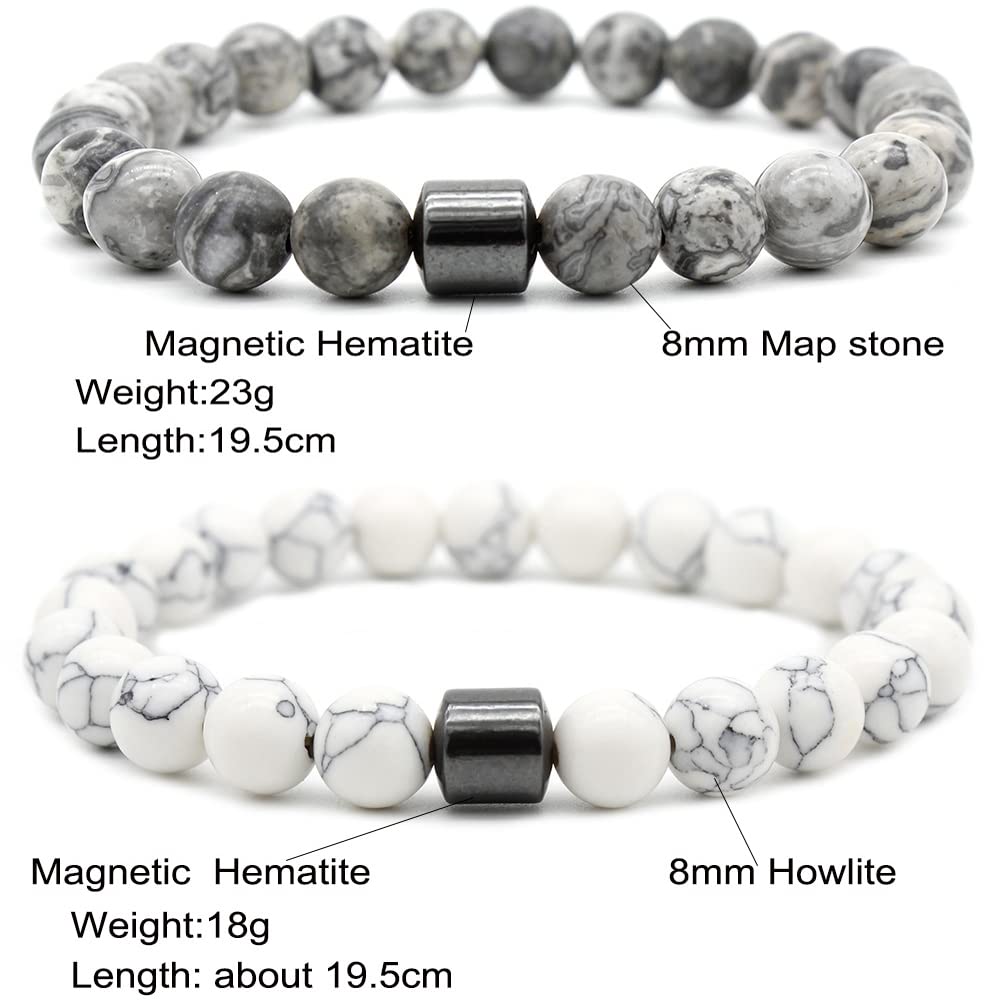 Magnetic Hematite
8mm Map stone
Weight:23g
Length:19.5cm
Magnetic  Hematite
8mm Howlite
Weight:18g
Length: about 19.5cm